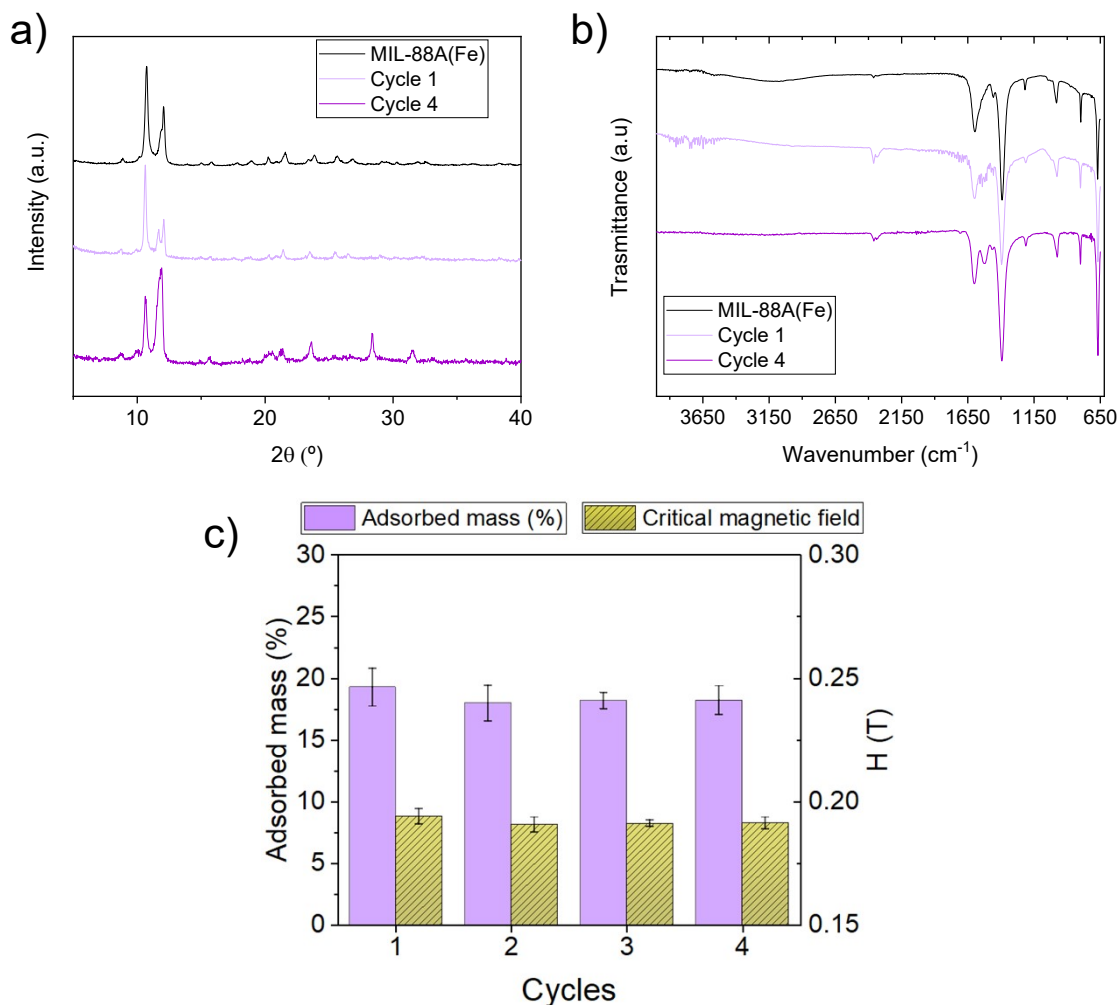 a)
MIL-88A(Fe)
Cycle 1
Cycle 4
Intensity (a.u.)
10 20 30 40
2θ (º)
b)
Trasmittance (a.u)
MIL-88A(Fe)
Cycle 1
Cycle 4
3650 3150 2650 2150 1650 1150 650
Wavenumber (cm⁻¹)
c)
Adsorbed mass (%) Critical magnetic field
30
25
20
15
10
5
0
Adsorbed mass (%)
0.30
0.25
0.20
0.15
H (T)
1 2 3 4
Cycles